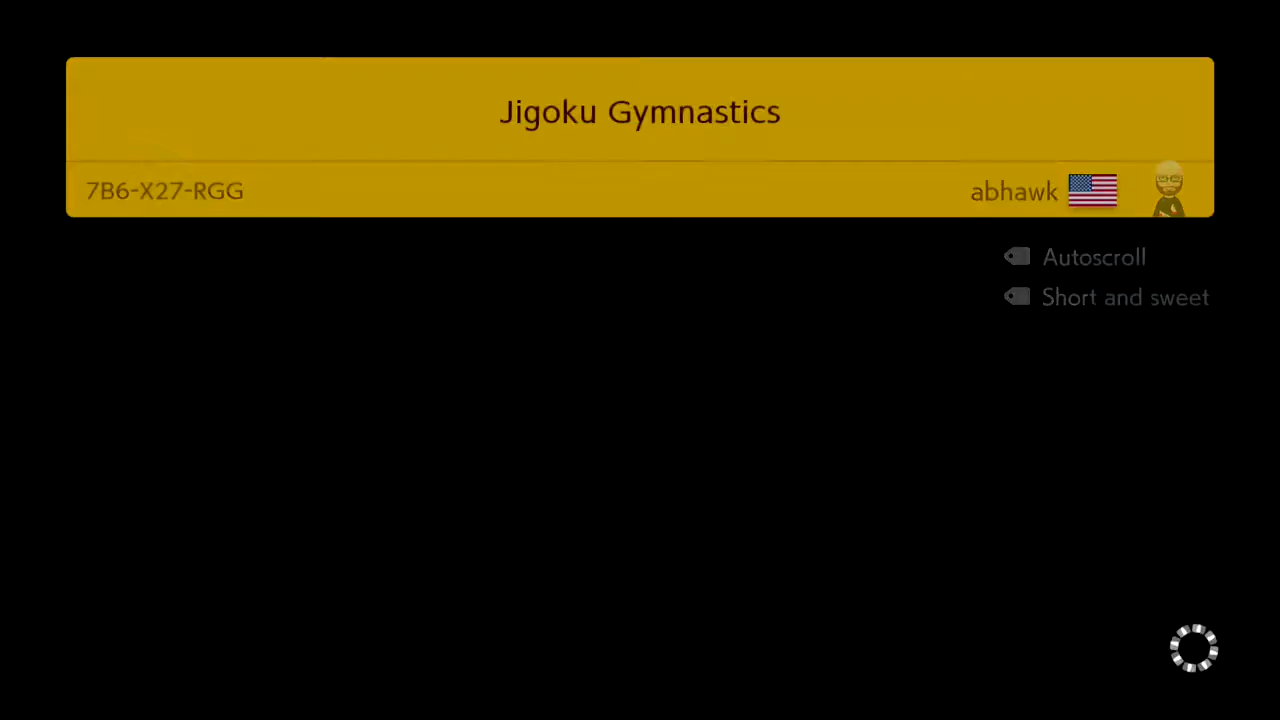 Jigoku Gymnastics
7B6-X27-RGG
abhawk
Autoscroll
Short and sweet